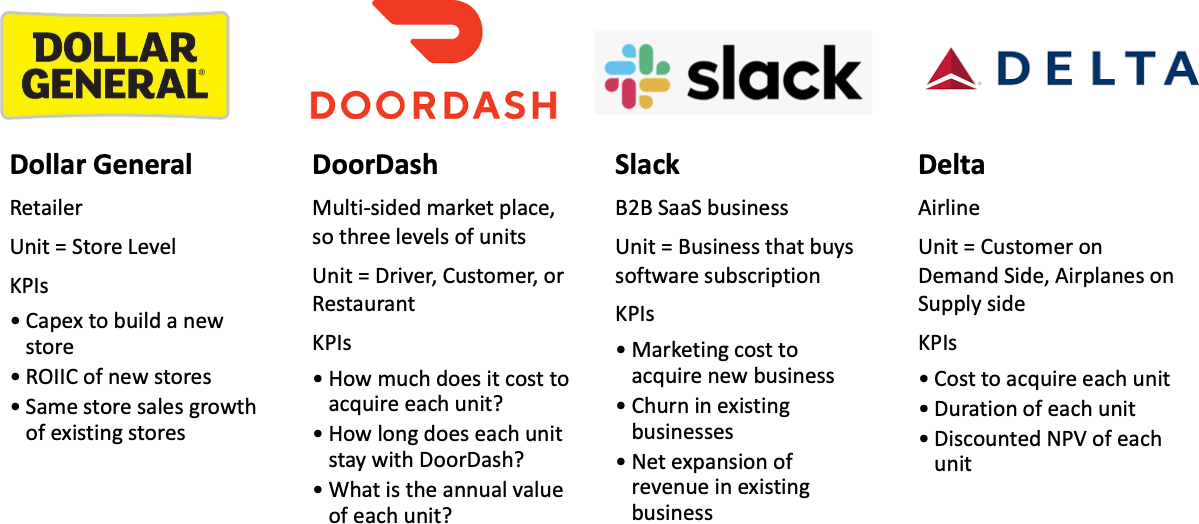 DOLLAR
GENERAL®
Dollar General
Retailer
Unit = Store Level
KPIs
• Capex to build a new
store
• ROIIC of new stores
• Same store sales growth
of existing stores
DOORDASH
DoorDash
Multi-sided market place,
so three levels of units
Unit = Driver, Customer, or
Restaurant
KPIs
• How much does it cost to
acquire each unit?
• How long does each unit
stay with DoorDash?
• What is the annual value
of each unit?
slack
Slack
B2B SaaS business
Unit = Business that buys
software subscription
KPIs
• Marketing cost to
acquire new business
• Churn in existing
businesses
• Net expansion of
revenue in existing
business
DELTA
Delta
Airline
Unit = Customer on
Demand Side, Airplanes on
Supply side
KPIs
• Cost to acquire each unit
• Duration of each unit
• Discounted NPV of each
unit